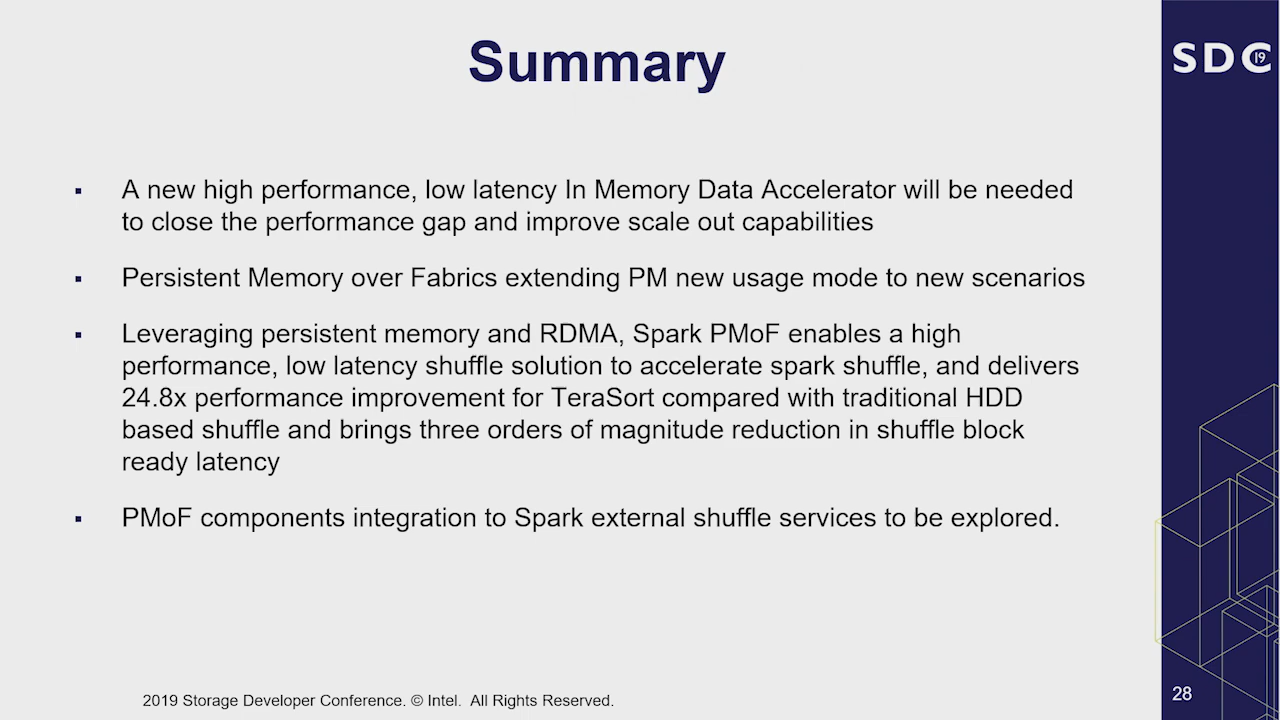 Summary
SDC 19
▪ A new high performance, low latency In Memory Data Accelerator will be needed
to close the performance gap and improve scale out capabilities
▪ Persistent Memory over Fabrics extending PM new usage mode to new scenarios
▪ Leveraging persistent memory and RDMA, Spark PMoF enables a high
performance, low latency shuffle solution to accelerate spark shuffle, and delivers
24.8x performance improvement for TeraSort compared with traditional HDD
based shuffle and brings three orders of magnitude reduction in shuffle block
ready latency
▪ PMoF components integration to Spark external shuffle services to be explored.
2019 Storage Developer Conference. © Intel. All Rights Reserved.
28